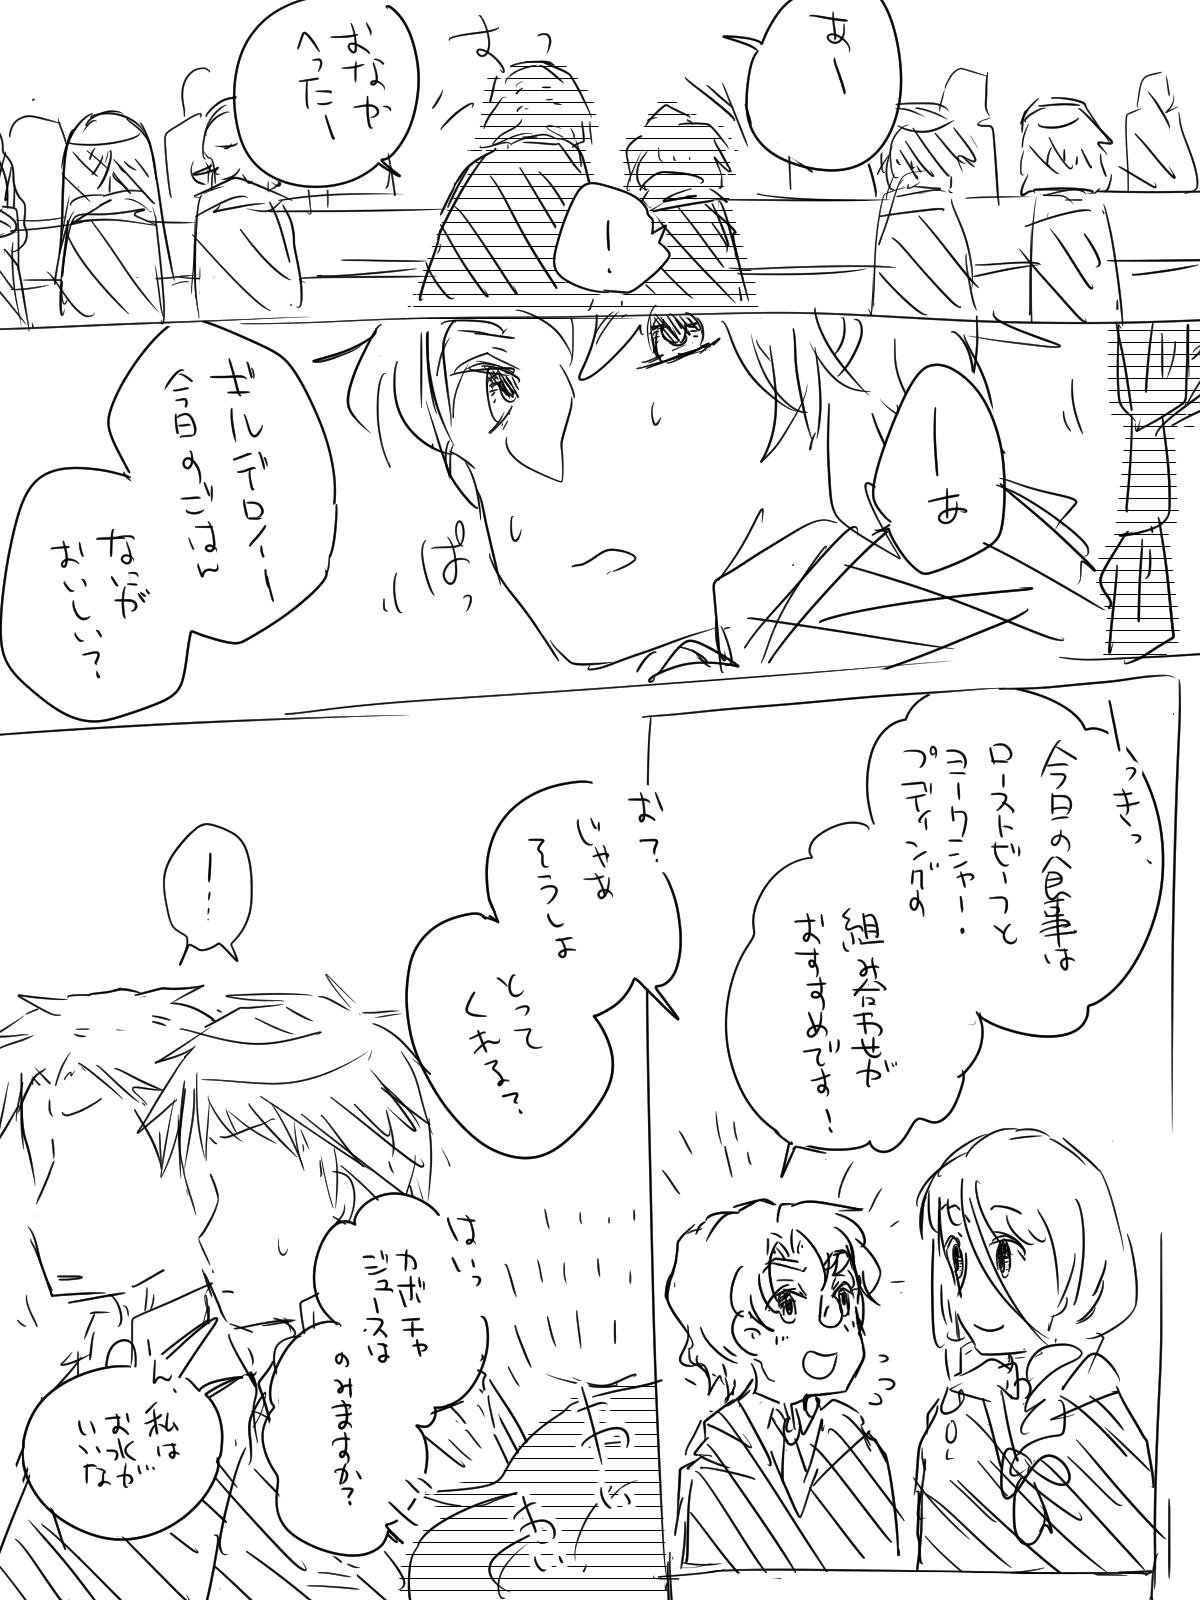 あー
おなか
へったー
！
ーあ
ぱっ
ギルデロイー
今日のごはん
なにが
おいしい？
っきっ
今日の食事は
ローストビーフと
ヨークシャー・
プディングの
組み合わせが
おすすめです！
お？
じゃあ
そうしよ
とって
くれる？
！…
はいっ
カボチャ
ジュースは
のみますか？
ん、
私は
お水が
いいな